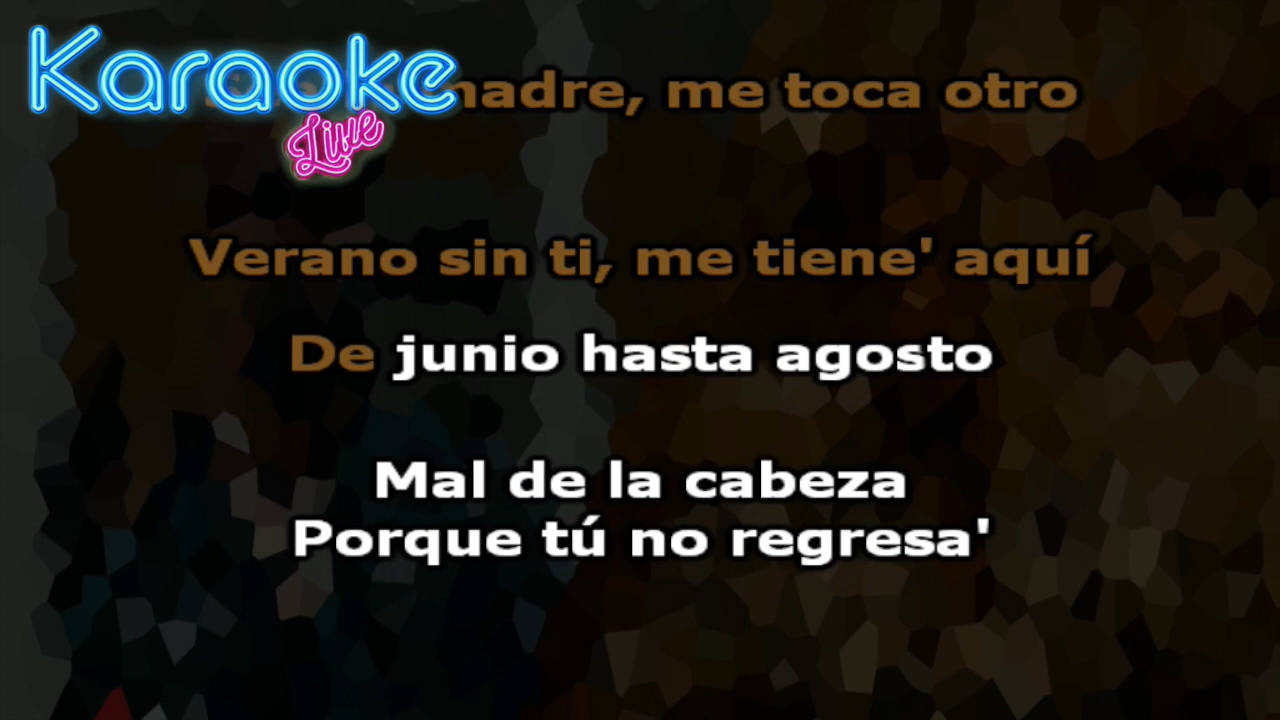 Karaoke
Live
madre, me toca otro
Verano sin ti, me tiene' aquí
De junio hasta agosto
Mal de la cabeza
Porque tú no regresa'